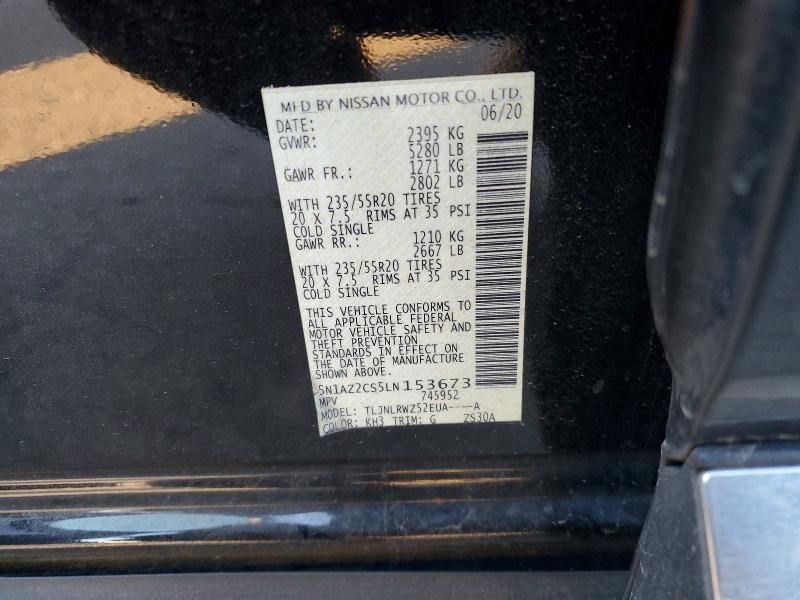 MFD BY NISSAN MOTOR CO., LTD.
DATE: 06/20
GVWR: 2395 KG
5280 LB
GAWR FR.: 1271 KG
2802 LB
WITH 235/55R20 TIRES
20 X 7.5 RIMS AT 35 PSI
COLD SINGLE
GAWR RR.: 1210 KG
2667 LB
WITH 235/55R20 TIRES
20 X 7.5 RIMS AT 35 PSI
COLD SINGLE
THIS VEHICLE CONFORMS TO
ALL APPLICABLE FEDERAL
MOTOR VEHICLE SAFETY AND
THEFT PREVENTION
STANDARDS IN EFFECT ON
THE DATE OF MANUFACTURE
SHOWN ABOVE.
5N1AZ2CS5LN153673
MPV 745952
MODEL: TLJNLRWZ52EUA----A
COLOR: KH3 TRIM: G ZS30A